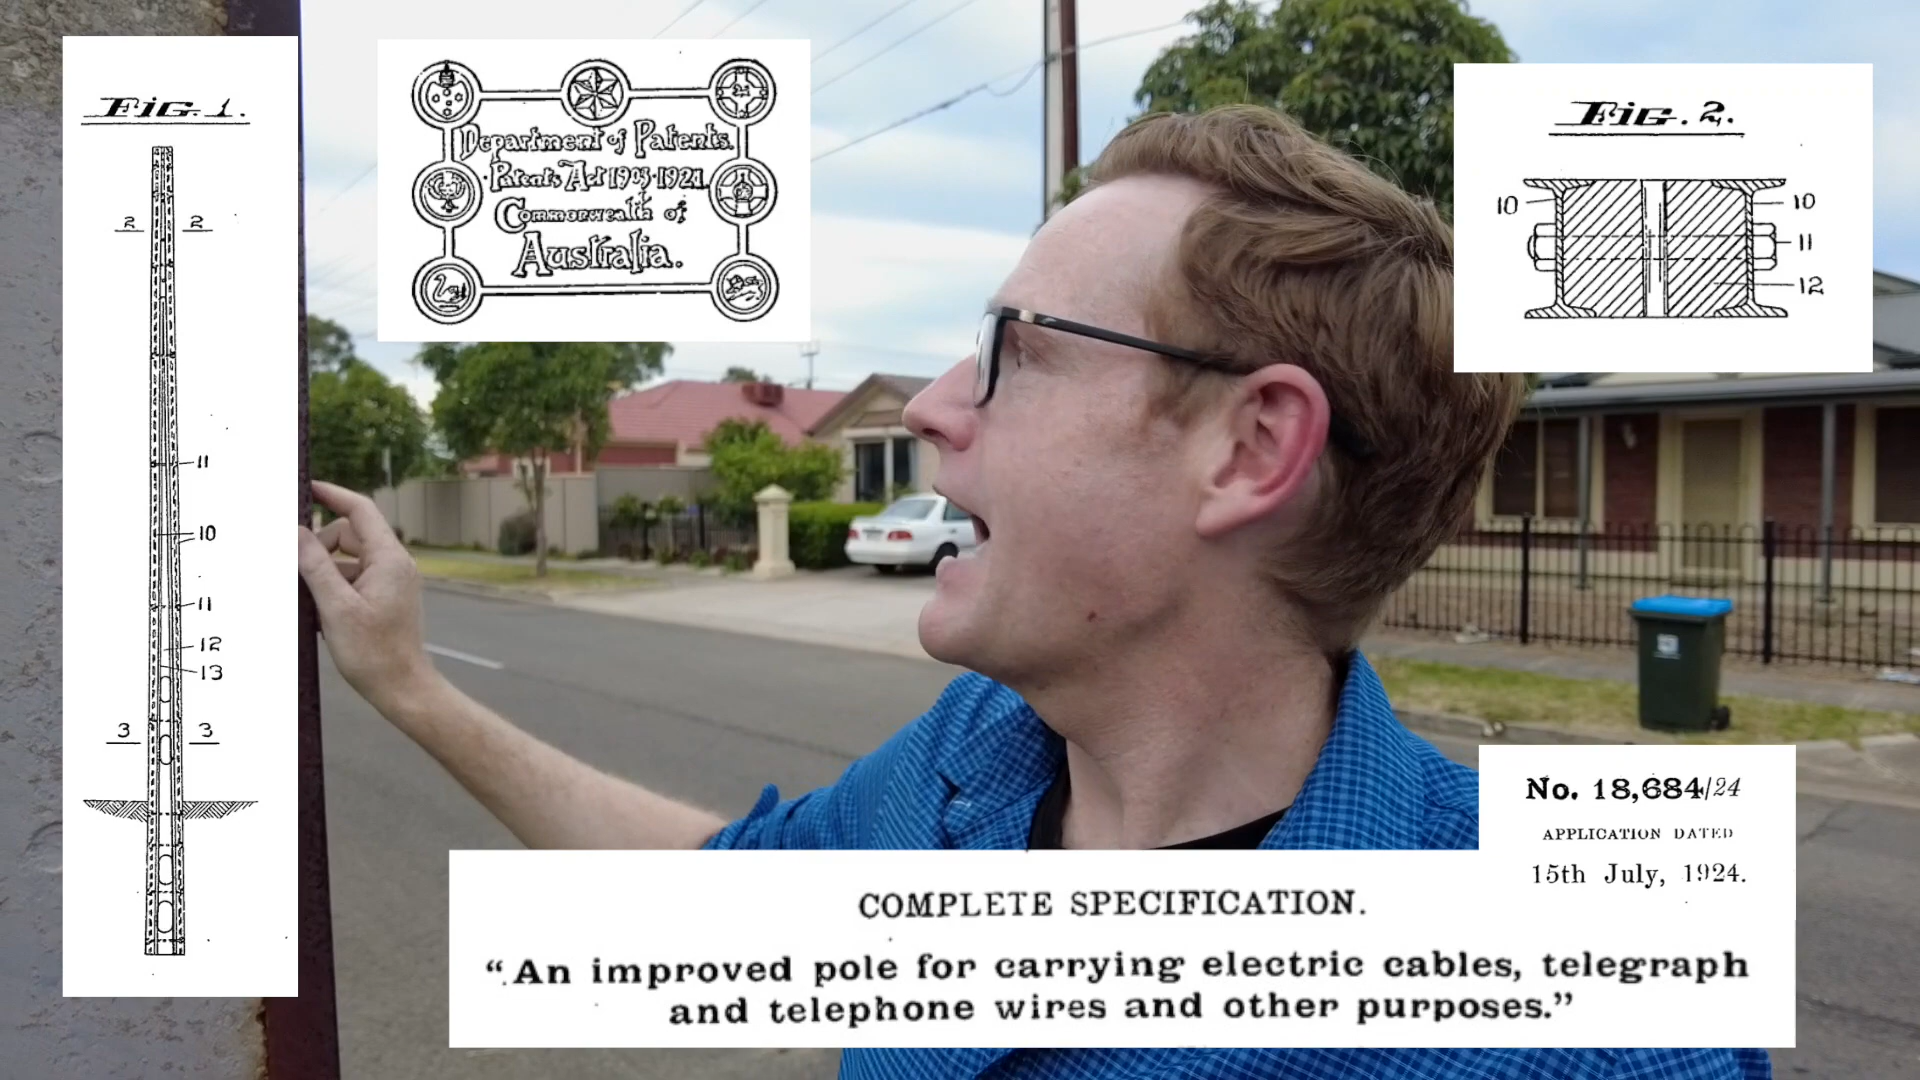 FIG. 1.
2 2
11
10
11
12
13
3 3
Department of Patents.
Patents Act 1903-1921.
Commonwealth of
Australia.
FIG. 2.
10 10
11
12
No. 18,684/24
APPLICATION DATED
15th July, 1924.
COMPLETE SPECIFICATION.
“An improved pole for carrying electric cables, telegraph
and telephone wires and other purposes.”